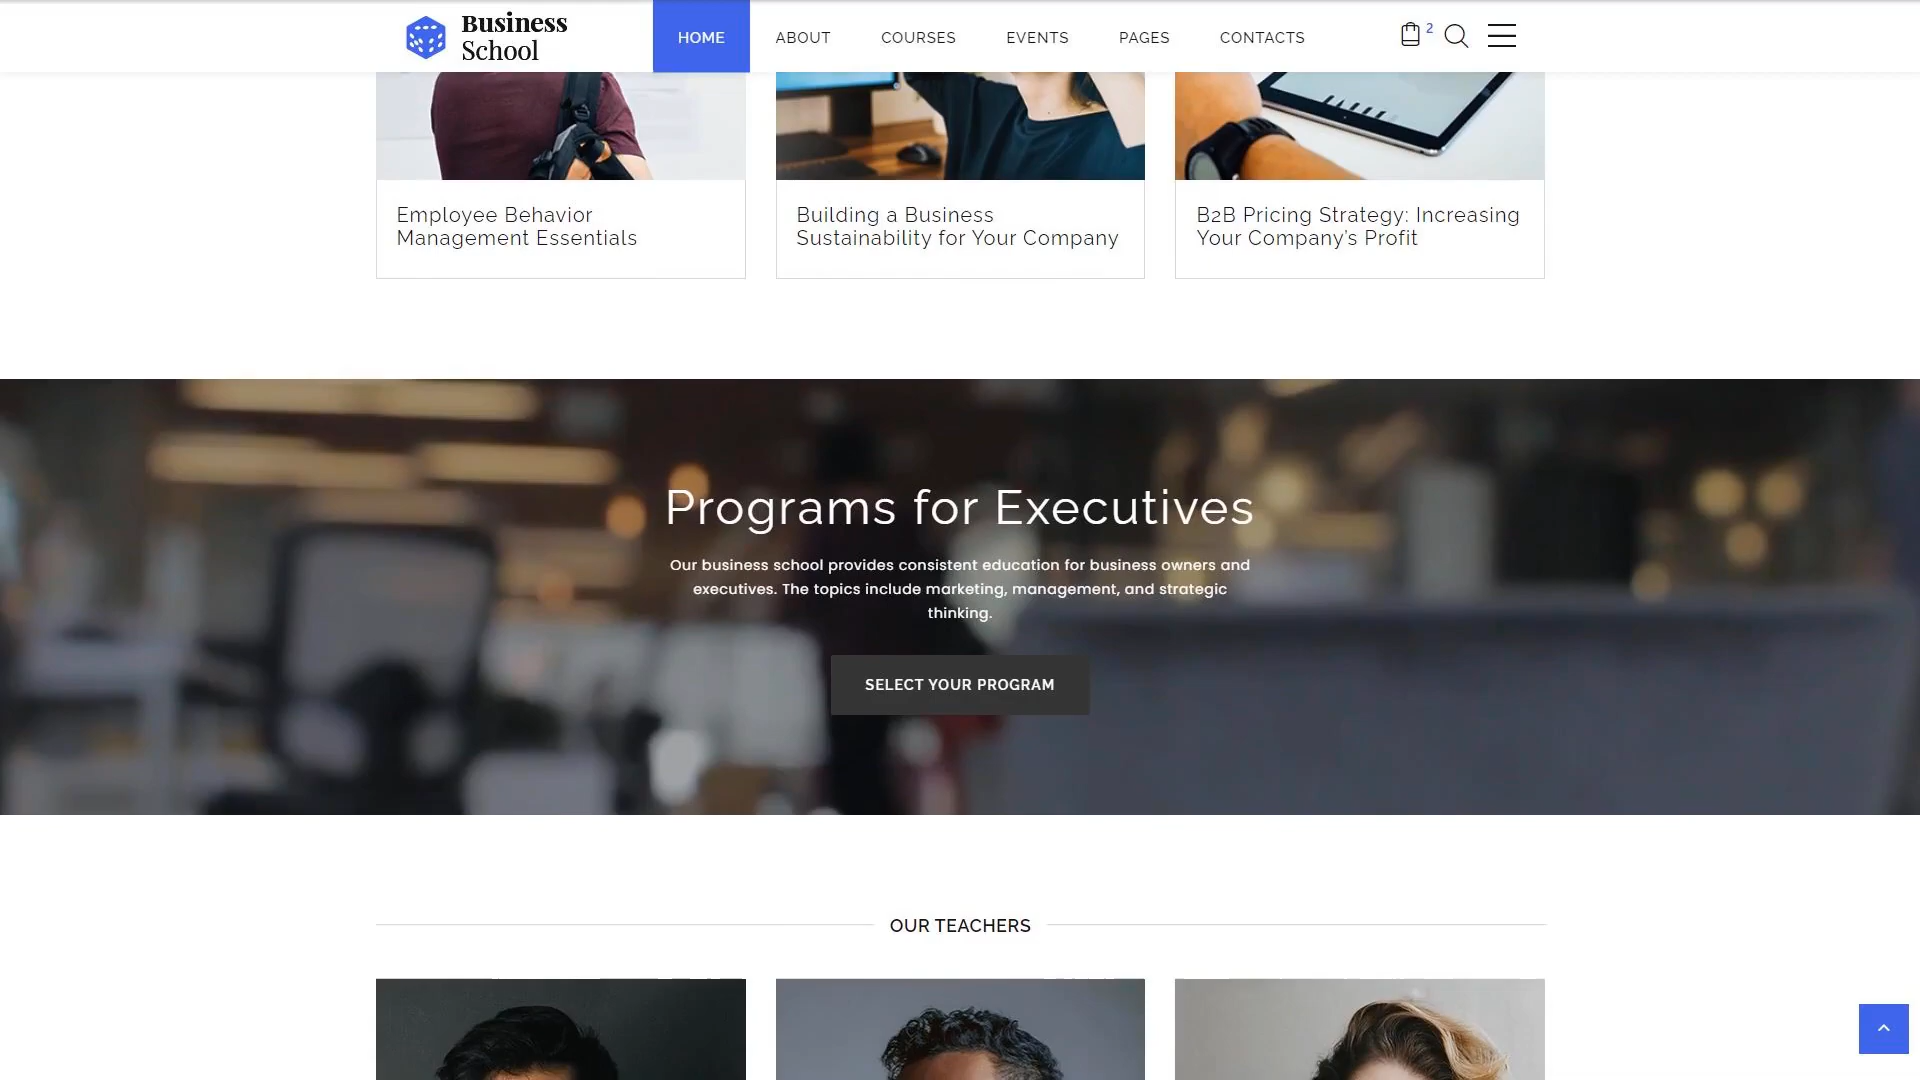 Business
School
HOME
ABOUT
COURSES
EVENTS
PAGES
CONTACTS
2
Employee Behavior
Management Essentials
Building a Business
Sustainability for Your Company
B2B Pricing Strategy: Increasing
Your Company's Profit
Programs for Executives
Our business school provides consistent education for business owners and
executives. The topics include marketing, management, and strategic
thinking.
SELECT YOUR PROGRAM
OUR TEACHERS